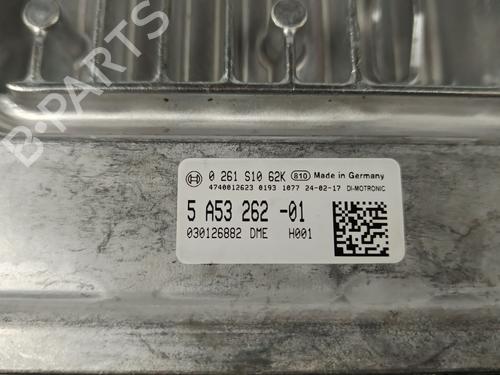 B-PARTS
0 261 S10 62K 810 Made in Germany
4740012623 0193 1077 24-02-17 DI-MOTRONIC
5 A53 262 -01
030126882 DME H001